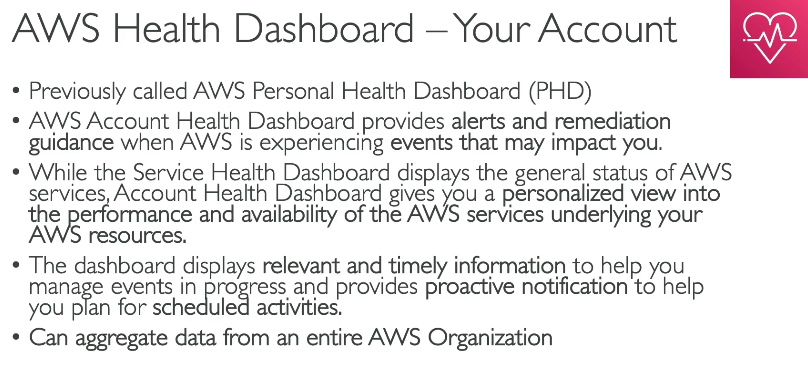 AWS Health Dashboard – Your Account
• Previously called AWS Personal Health Dashboard (PHD)
• AWS Account Health Dashboard provides alerts and remediation
guidance when AWS is experiencing events that may impact you.
• While the Service Health Dashboard displays the general status of AWS
services, Account Health Dashboard gives you a personalized view into
the performance and availability of the AWS services underlying your
AWS resources.
• The dashboard displays relevant and timely information to help you
manage events in progress and provides proactive notification to help
you plan for scheduled activities.
• Can aggregate data from an entire AWS Organization